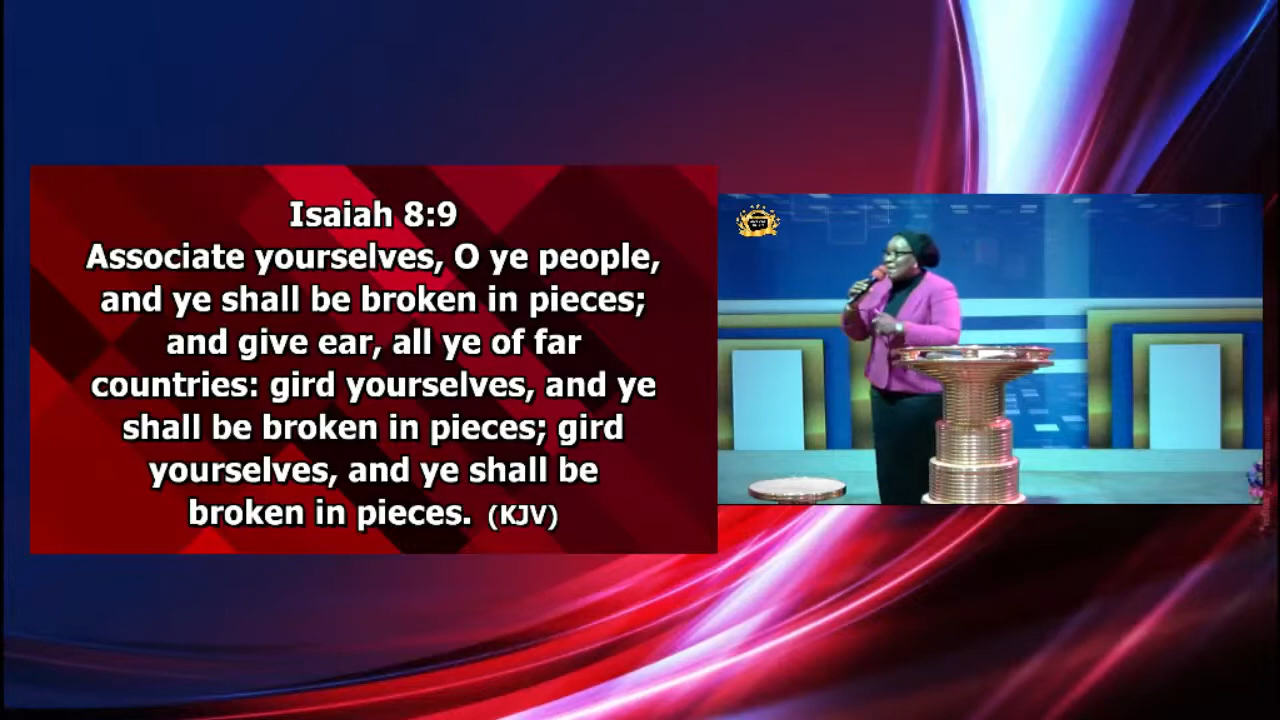 Isaiah 8:9
Associate yourselves, O ye people,
and ye shall be broken in pieces;
and give ear, all ye of far
countries: gird yourselves, and ye
shall be broken in pieces; gird
yourselves, and ye shall be
broken in pieces. (KJV)